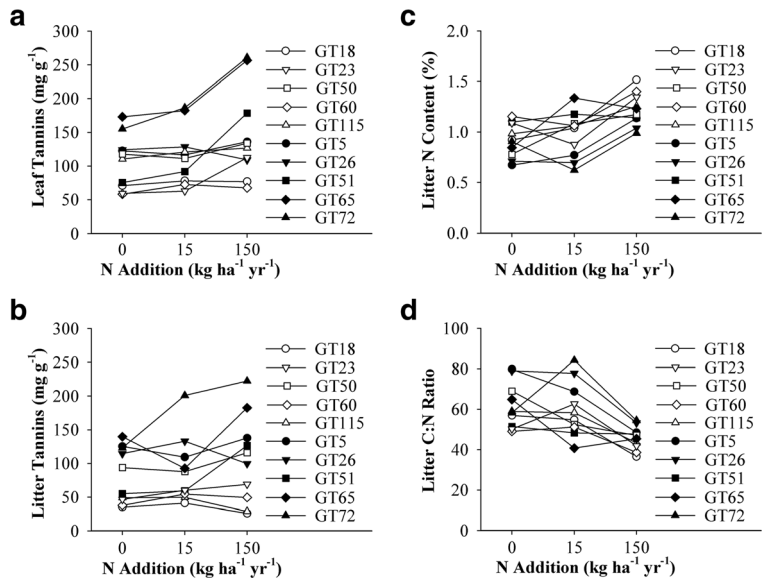 a
300
250
200
150
100
50
0
Leaf Tannins (mg g⁻¹)
0 15 150
N Addition (kg ha⁻¹ yr⁻¹)
GT18
GT23
GT50
GT60
GT115
GT5
GT26
GT51
GT65
GT72
c
2.0
1.5
1.0
0.5
0.0
Litter N Content (%)
0 15 150
N Addition (kg ha⁻¹ yr⁻¹)
GT18
GT23
GT50
GT60
GT115
GT5
GT26
GT51
GT65
GT72
b
300
250
200
150
100
50
0
Litter Tannins (mg g⁻¹)
0 15 150
N Addition (kg ha⁻¹ yr⁻¹)
GT18
GT23
GT50
GT60
GT115
GT5
GT26
GT51
GT65
GT72
d
100
80
60
40
20
0
Litter C:N Ratio
0 15 150
N Addition (kg ha⁻¹ yr⁻¹)
GT18
GT23
GT50
GT60
GT115
GT5
GT26
GT51
GT65
GT72